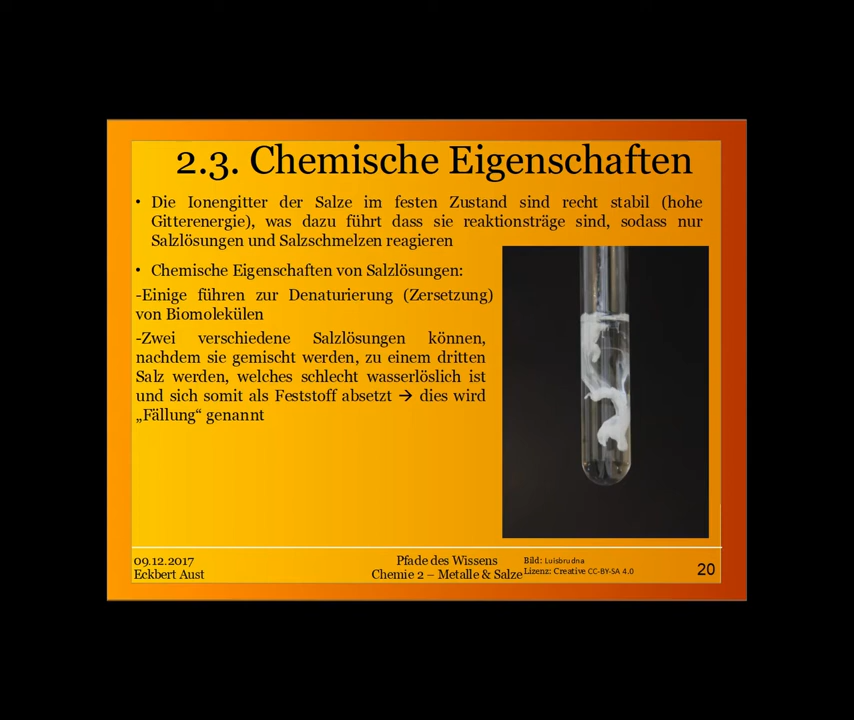 2.3. Chemische Eigenschaften
• Die Ionengitter der Salze im festen Zustand sind recht stabil (hohe
Gitterenergie), was dazu führt dass sie reaktionsträge sind, sodass nur
Salzlösungen und Salzschmelzen reagieren
• Chemische Eigenschaften von Salzlösungen:
-Einige führen zur Denaturierung (Zersetzung)
von Biomolekülen
-Zwei verschiedene Salzlösungen können,
nachdem sie gemischt werden, zu einem dritten
Salz werden, welches schlecht wasserlöslich ist
und sich somit als Feststoff absetzt → dies wird
„Fällung“ genannt
09.12.2017
Eckbert Aust
Pfade des Wissens
Chemie 2 – Metalle & Salze
Bild: Luisbrudna
Lizenz: Creative CC-BY-SA 4.0
20